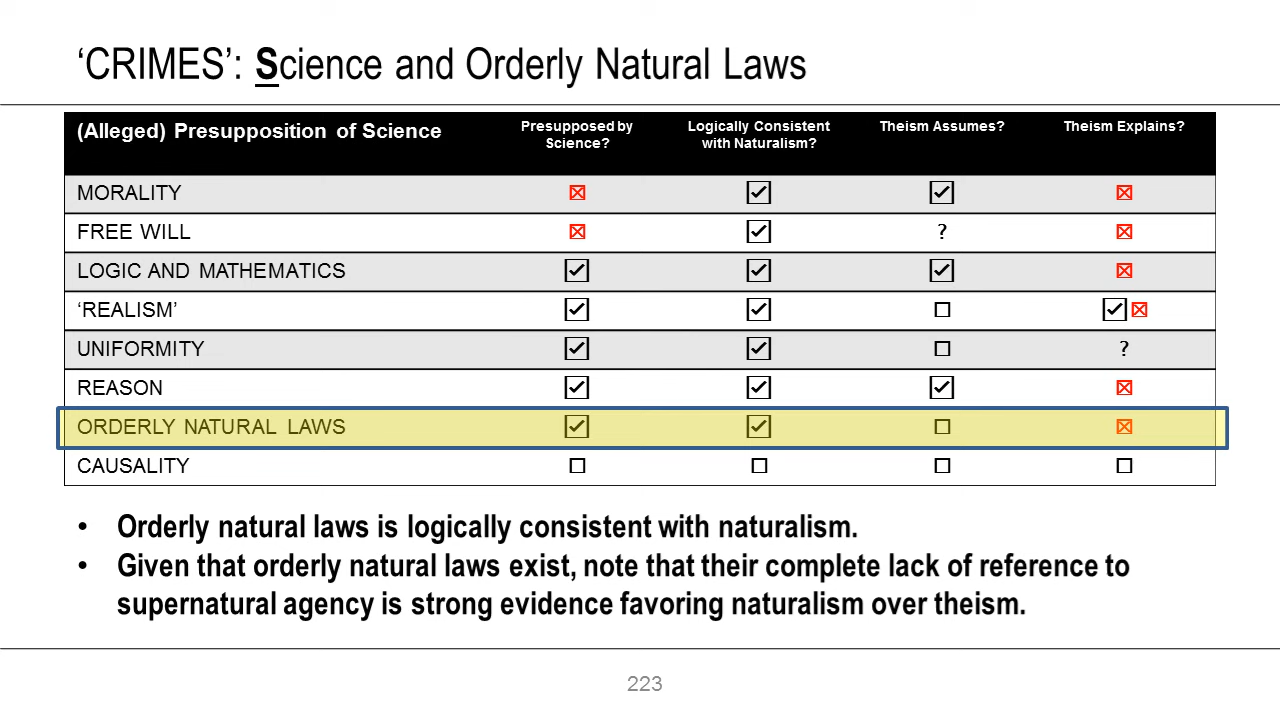 ‘CRIMES’: Science and Orderly Natural Laws
(Alleged) Presupposition of Science
Presupposed by
Science?
Logically Consistent
with Naturalism?
Theism Assumes?
Theism Explains?
MORALITY ☒ ☑ ☑ ☒
FREE WILL ☒ ☑ ? ☒
LOGIC AND MATHEMATICS ☑ ☑ ☑ ☒
‘REALISM’ ☑ ☑ ☐ ☑☒
UNIFORMITY ☑ ☑ ☐ ?
REASON ☑ ☑ ☑ ☒
ORDERLY NATURAL LAWS ☑ ☑ ☐ ☒
CAUSALITY ☐ ☐ ☐ ☐
• Orderly natural laws is logically consistent with naturalism.
• Given that orderly natural laws exist, note that their complete lack of reference to
supernatural agency is strong evidence favoring naturalism over theism.
223